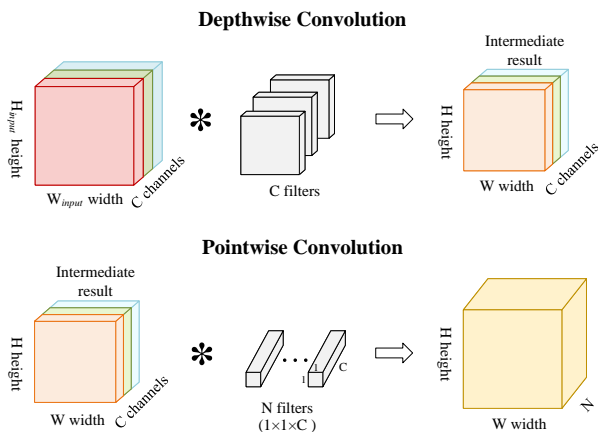 Depthwise Convolution
H_input height
W_input width
C channels
*
C filters
Intermediate
result
H height
W width
C channels
Pointwise Convolution
Intermediate
result
H height
W width
C channels
*
...
1
1
C
N filters
(1×1×C )
H height
W width
N